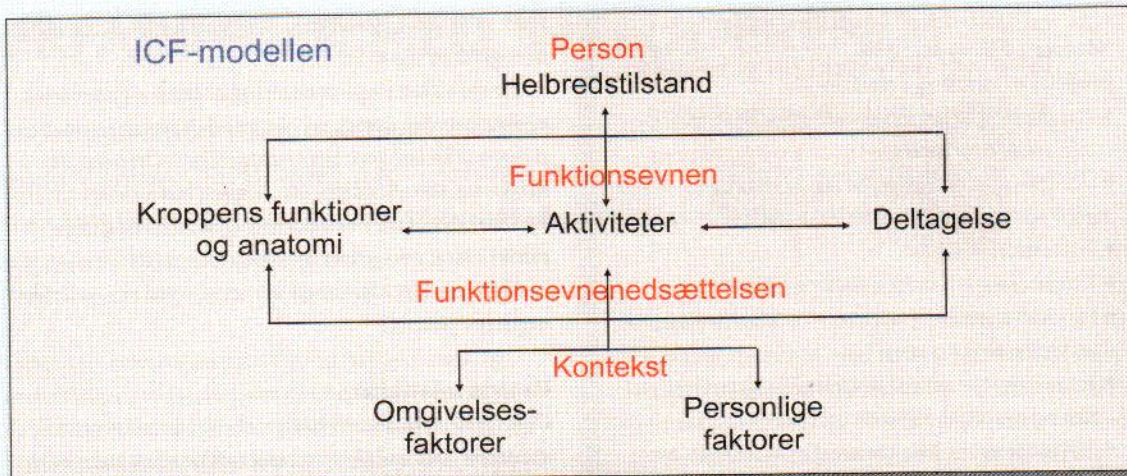 ICF-modellen
Person
Helbredstilstand
Funktionsevnen
Kroppens funktioner
og anatomi
Aktiviteter
Deltagelse
Funktionsevnenedsættelsen
Kontekst
Omgivelses-
faktorer
Personlige
faktorer